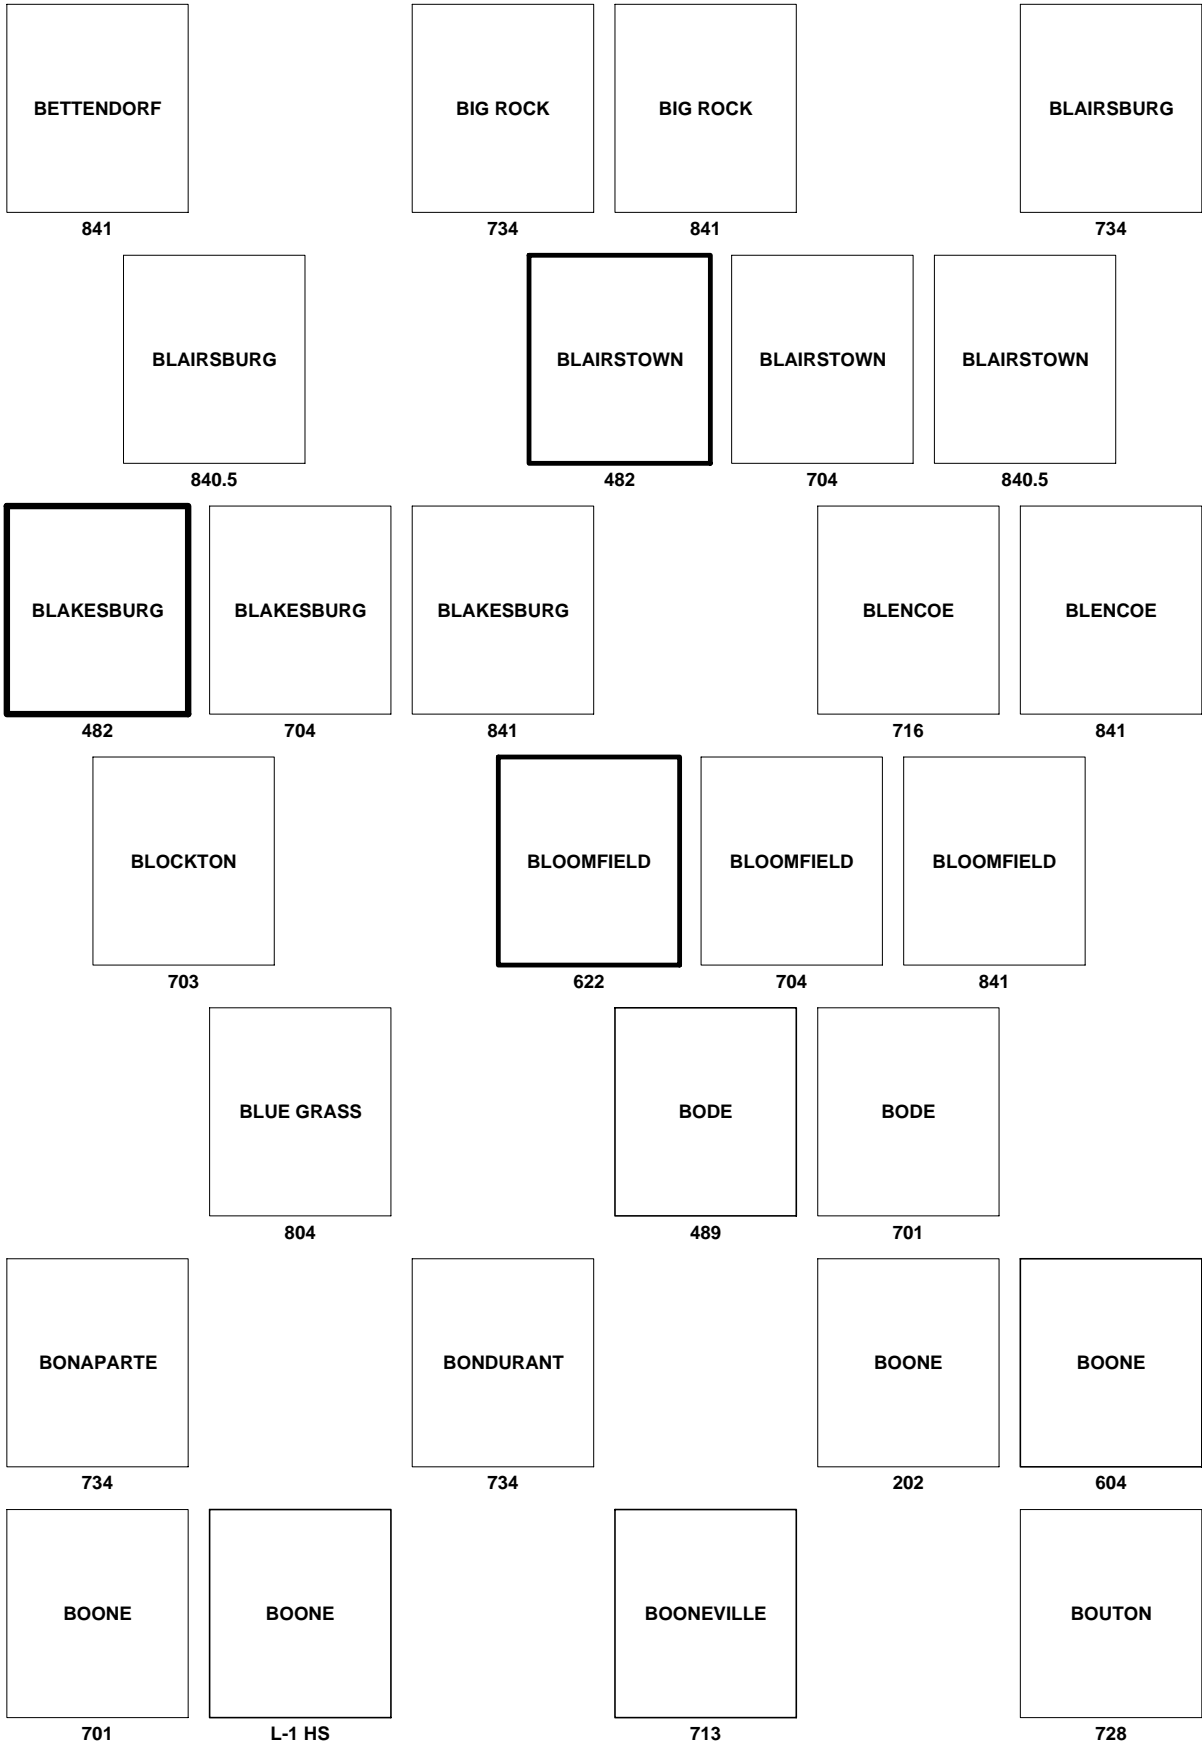 BETTENDORF BIG ROCK BIG ROCK BLAIRSBURG
841 734 841 734
BLAIRSBURG BLAIRSTOWN BLAIRSTOWN BLAIRSTOWN
840.5 482 704 840.5
BLAKESBURG BLAKESBURG BLAKESBURG BLENCOE BLENCOE
482 704 841 716 841
BLOCKTON BLOOMFIELD BLOOMFIELD BLOOMFIELD
703 622 704 841
BLUE GRASS BODE BODE
804 489 701
BONAPARTE BONDURANT BOONE BOONE
734 734 202 604
BOONE BOONE BOONEVILLE BOUTON
701 L-1 HS 713 728